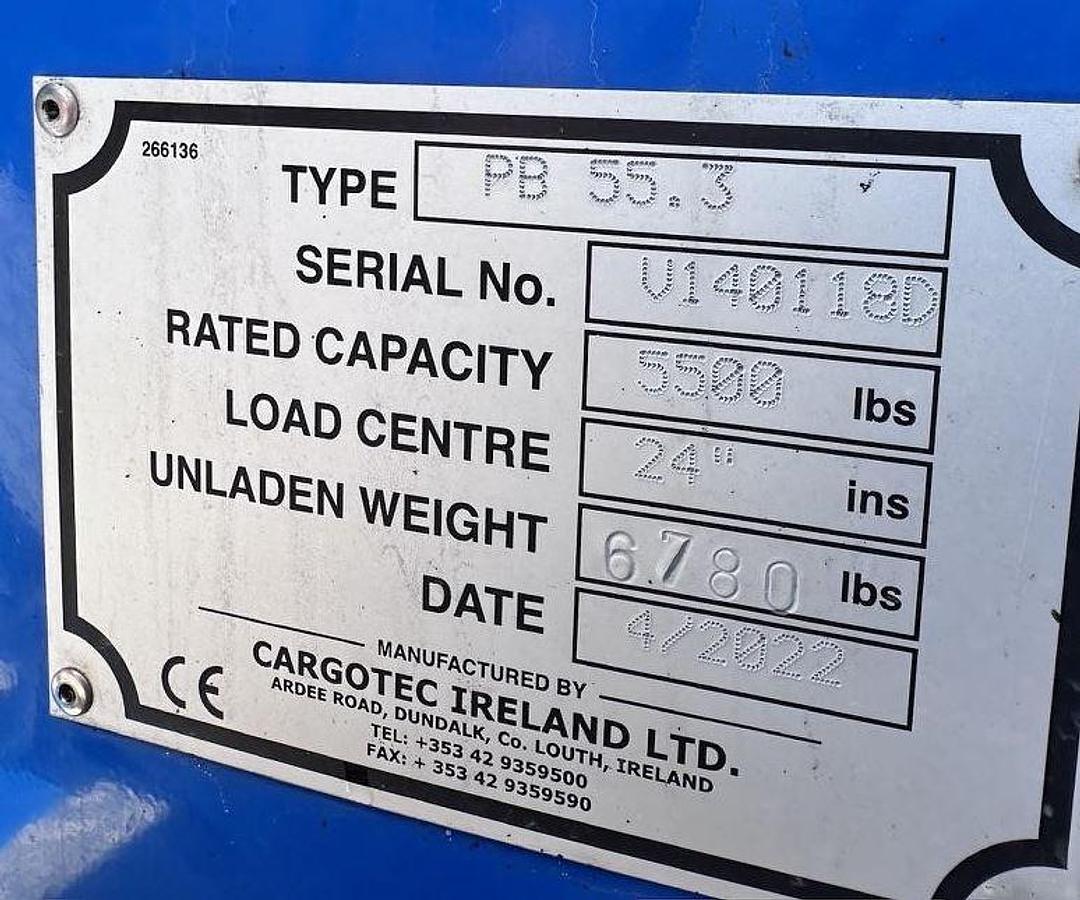 266136
TYPE PB 55.3
SERIAL No. V140118D
RATED CAPACITY 5500 lbs
LOAD CENTRE 24" ins
UNLADEN WEIGHT 6780 lbs
DATE 4/2022
MANUFACTURED BY
CE
CARGOTEC IRELAND LTD.
ARDEE ROAD, DUNDALK, Co. LOUTH, IRELAND
TEL: +353 42 9359500
FAX: + 353 42 9359590